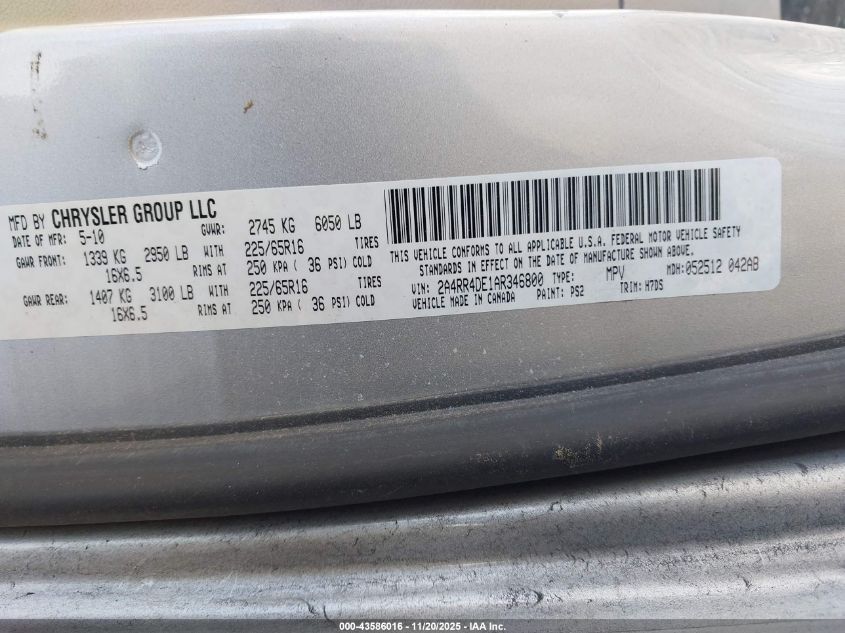 MFD BY CHRYSLER GROUP LLC
DATE OF MFR: 5-10 GVWR: 2745 KG 6050 LB
GAWR FRONT: 1339 KG 2950 LB WITH 225/65R16 TIRES
16X6.5 RIMS AT 250 KPA ( 36 PSI) COLD
GAWR REAR: 1407 KG 3100 LB WITH 225/65R16 TIRES
16X6.5 RIMS AT 250 KPA ( 36 PSI) COLD
THIS VEHICLE CONFORMS TO ALL APPLICABLE U.S.A. FEDERAL MOTOR VEHICLE SAFETY
STANDARDS IN EFFECT ON THE DATE OF MANUFACTURE SHOWN ABOVE.
VIN: 2A4RR4DE1AR346800 TYPE: MPV MDH: 052512 042AB
VEHICLE MADE IN CANADA PAINT: PS2 TRIM: H7DS
000-43586016 - 11/20/2025 - IAA Inc.